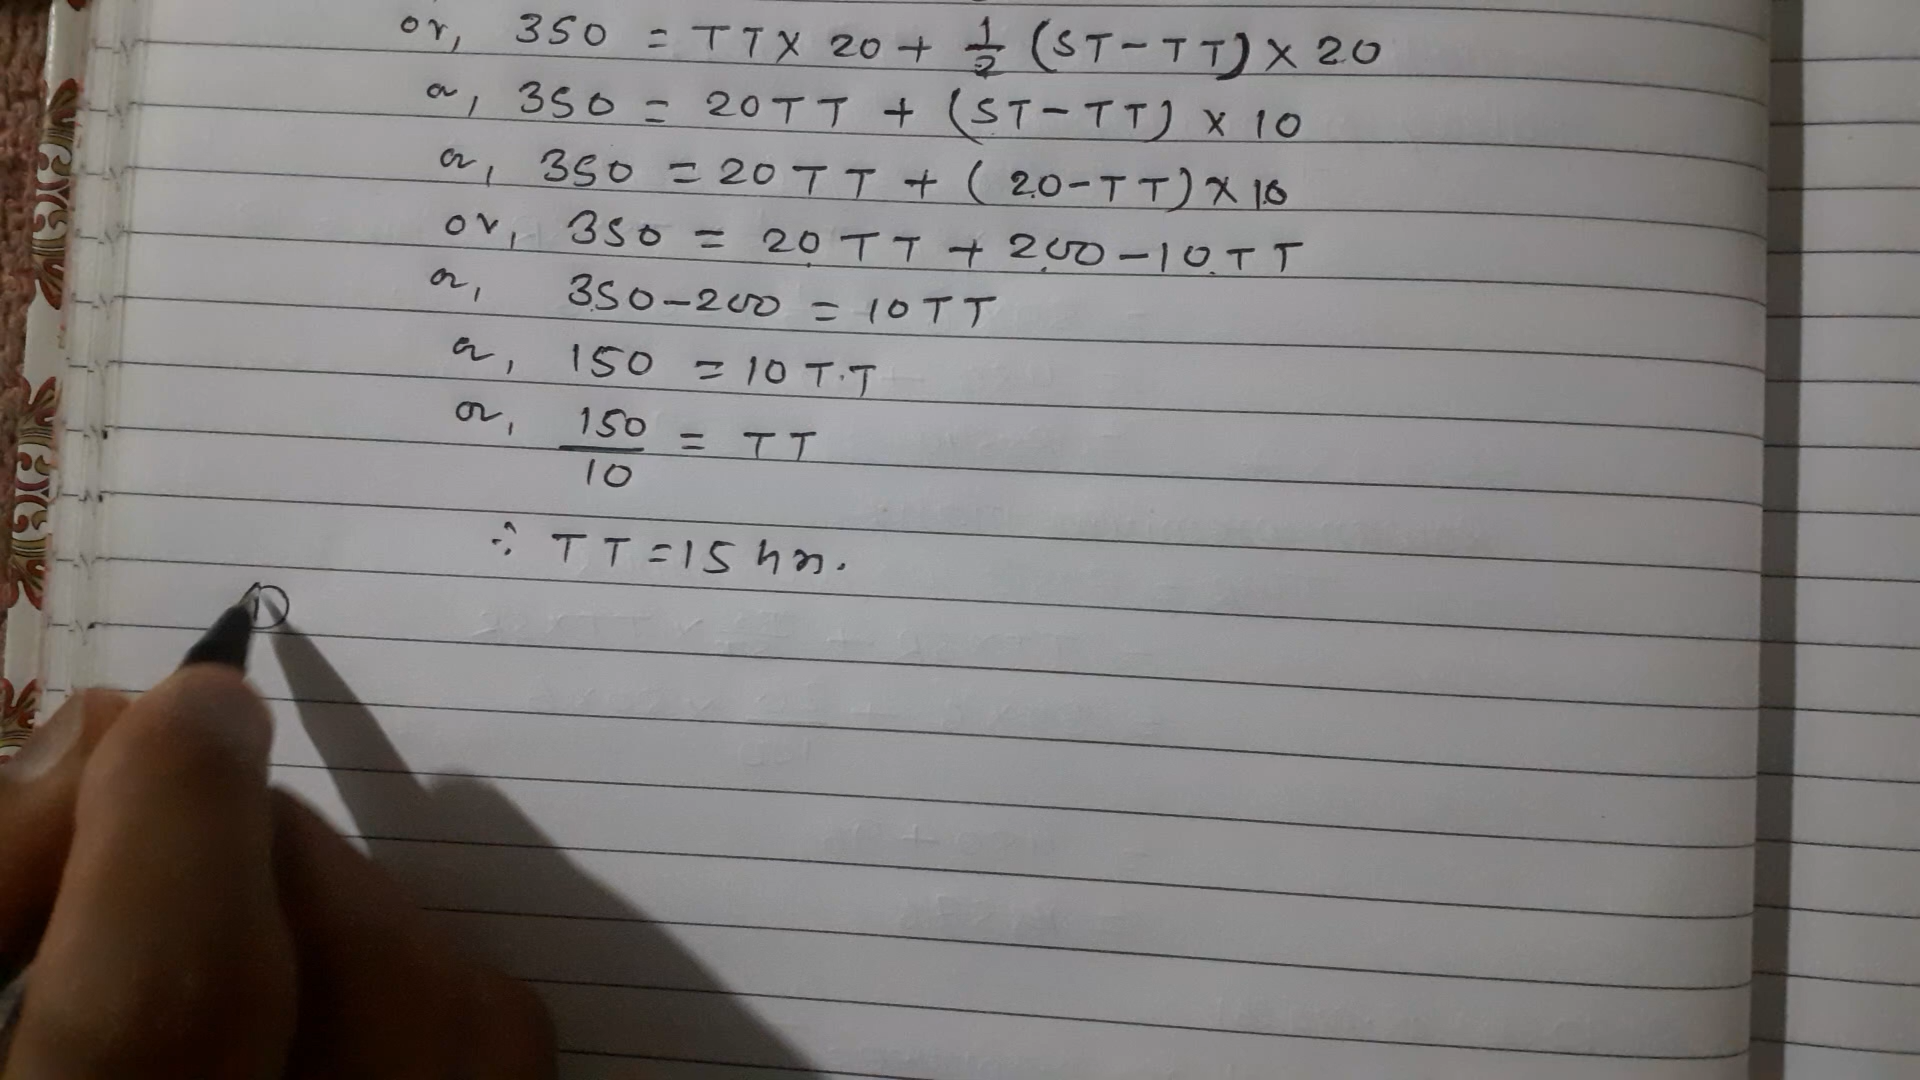 or, 350 = TT × 20 + 1/2 (ST - TT) × 20
or, 350 = 20TT + (ST - TT) × 10
or, 350 = 20TT + (20 - TT) × 10
or, 350 = 20TT + 200 - 10TT
or, 350 - 200 = 10TT
or, 150 = 10 T.T
or, 150/10 = TT
∴ TT = 15 hrs.